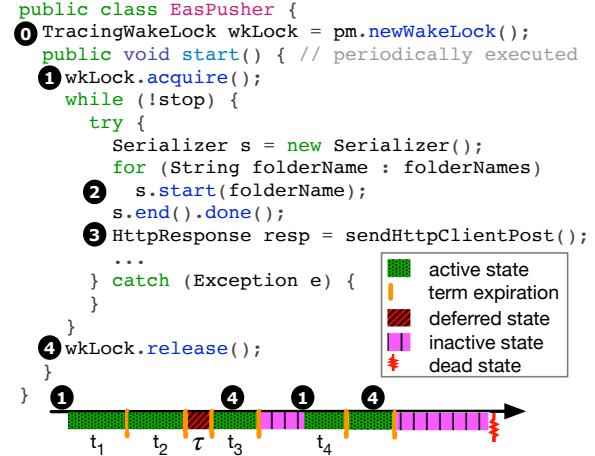 public class EasPusher {
0 TracingWakeLock wkLock = pm.newWakeLock();
public void start() { // periodically executed
1 wkLock.acquire();
while (!stop) {
try {
Serializer s = new Serializer();
for (String folderName : folderNames)
2 s.start(folderName);
s.end().done();
3 HttpResponse resp = sendHttpClientPost();
...
} catch (Exception e) {
}
}
4 wkLock.release();
}
}
active state
term expiration
deferred state
inactive state
dead state
1 4 1 4
t1 t2 τ t3 t4